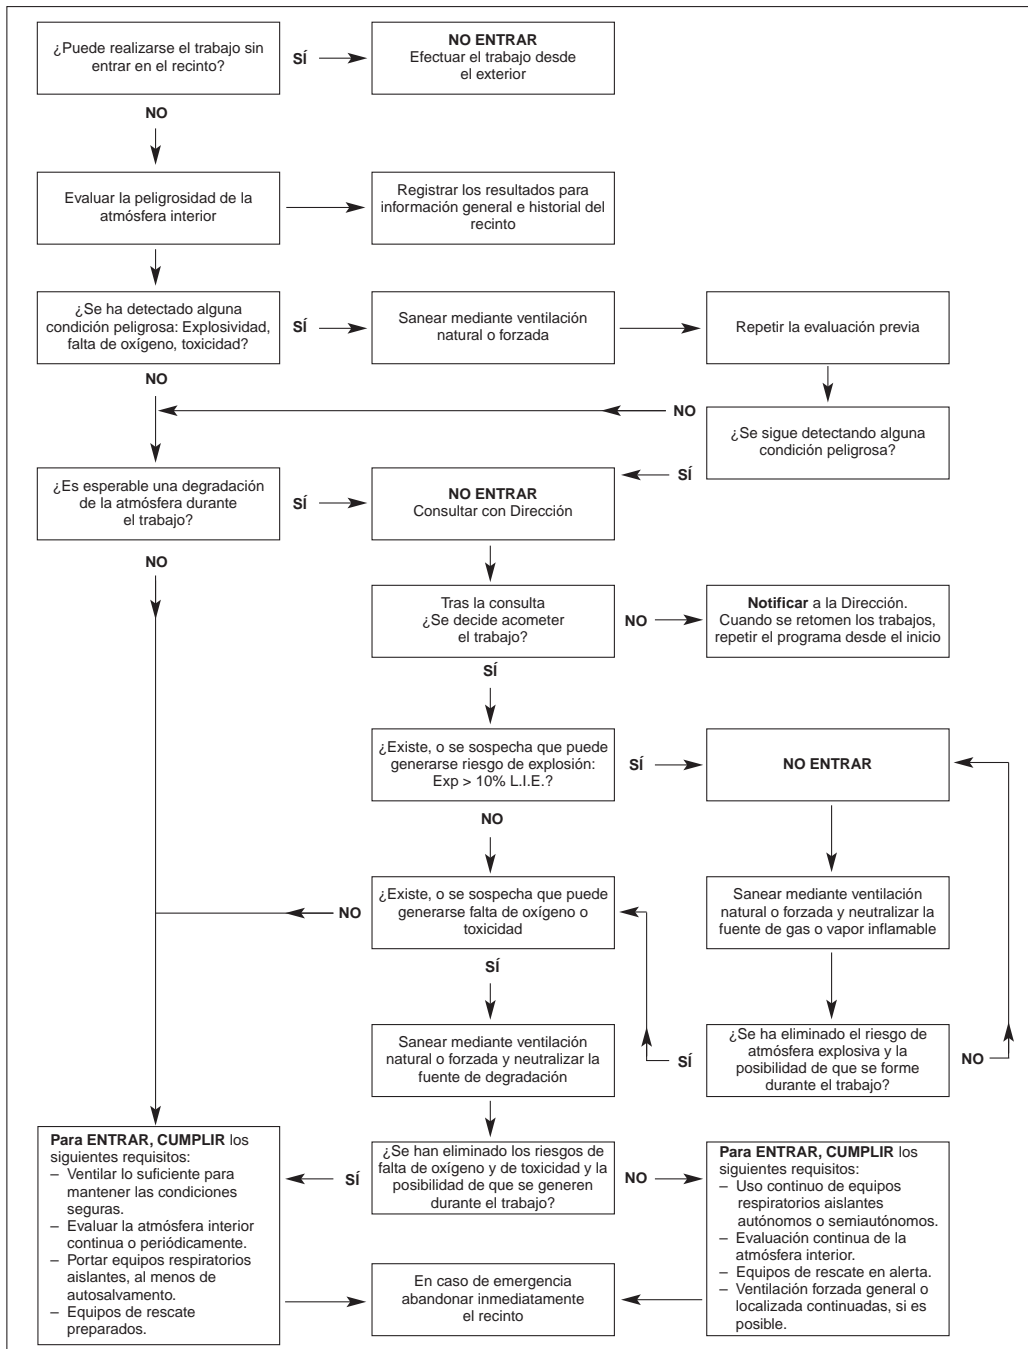 ¿Puede realizarse el trabajo sin
entrar en el recinto?
SÍ
NO ENTRAR
Efectuar el trabajo desde
el exterior
NO
Evaluar la peligrosidad de la
atmósfera interior
Registrar los resultados para
información general e historial del
recinto
¿Se ha detectado alguna
condición peligrosa: Explosividad,
falta de oxígeno, toxicidad?
SÍ
Sanear mediante ventilación
natural o forzada
Repetir la evaluación previa
NO
NO
¿Se sigue detectando alguna
condición peligrosa?
SÍ
¿Es esperable una degradación
de la atmósfera durante
el trabajo?
SÍ
NO ENTRAR
Consultar con Dirección
NO
Tras la consulta
¿Se decide acometer
el trabajo?
NO
Notificar a la Dirección.
Cuando se retomen los trabajos,
repetir el programa desde el inicio
SÍ
¿Existe, o se sospecha que puede
generarse riesgo de explosión:
Exp > 10% L.I.E.?
SÍ
NO ENTRAR
NO
¿Existe, o se sospecha que puede
generarse falta de oxígeno o
toxicidad
NO
Sanear mediante ventilación
natural o forzada y neutralizar la
fuente de gas o vapor inflamable
SÍ
Sanear mediante ventilación
natural o forzada y neutralizar la
fuente de degradación
SÍ
¿Se ha eliminado el riesgo de
atmósfera explosiva y la
posibilidad de que se forme
durante el trabajo?
NO
Para ENTRAR, CUMPLIR los
siguientes requisitos:
– Ventilar lo suficiente para
mantener las condiciones
seguras.
– Evaluar la atmósfera interior
continua o periódicamente.
– Portar equipos respiratorios
aislantes, al menos de
autosalvamento.
– Equipos de rescate
preparados.
SÍ
¿Se han eliminado los riesgos de
falta de oxígeno y de toxicidad y la
posibilidad de que se generen
durante el trabajo?
NO
Para ENTRAR, CUMPLIR los
siguientes requisitos:
– Uso continuo de equipos
respiratorios aislantes
autónomos o semiautónomos.
– Evaluación continua de la
atmósfera interior.
– Equipos de rescate en alerta.
– Ventilación forzada general o
localizada continuadas, si es
posible.
En caso de emergencia
abandonar inmediatamente
el recinto